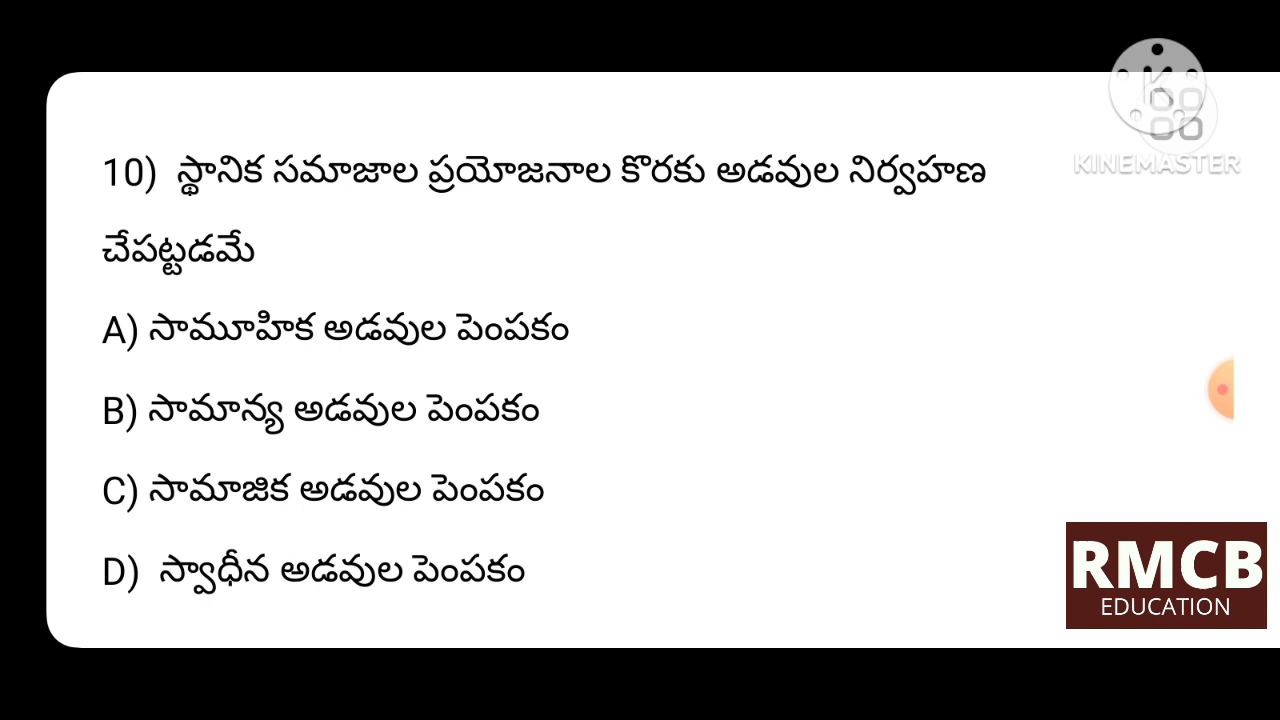 10) స్థానిక సమాజాల ప్రయోజనాల కొరకు అడవుల నిర్వహణ
చేపట్టడమే
A) సామూహిక అడవుల పెంపకం
B) సామాన్య అడవుల పెంపకం
C) సామాజిక అడవుల పెంపకం
D) స్వాధీన అడవుల పెంపకం
KINEMASTER
RMCB
EDUCATION